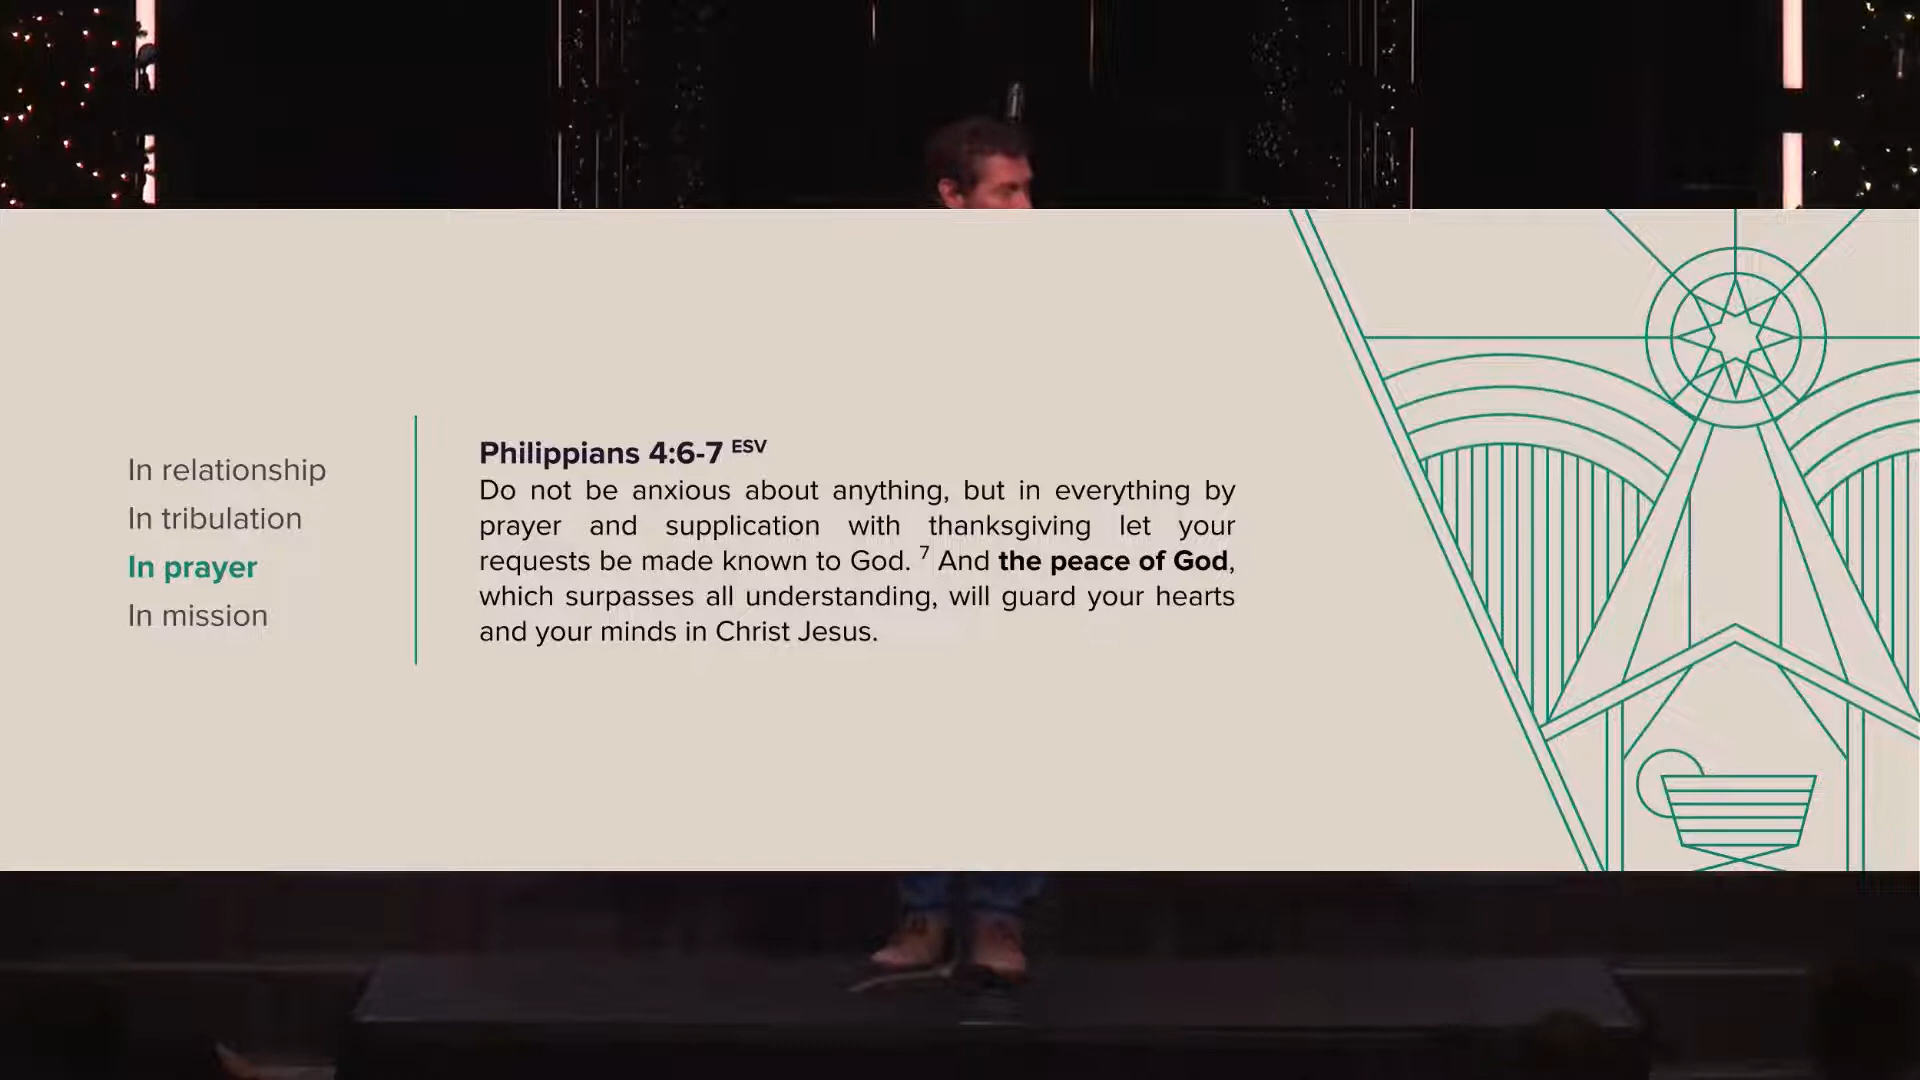 In relationship
In tribulation
In prayer
In mission
Philippians 4:6-7 ESV
Do not be anxious about anything, but in everything by
prayer and supplication with thanksgiving let your
requests be made known to God. 7 And the peace of God,
which surpasses all understanding, will guard your hearts
and your minds in Christ Jesus.